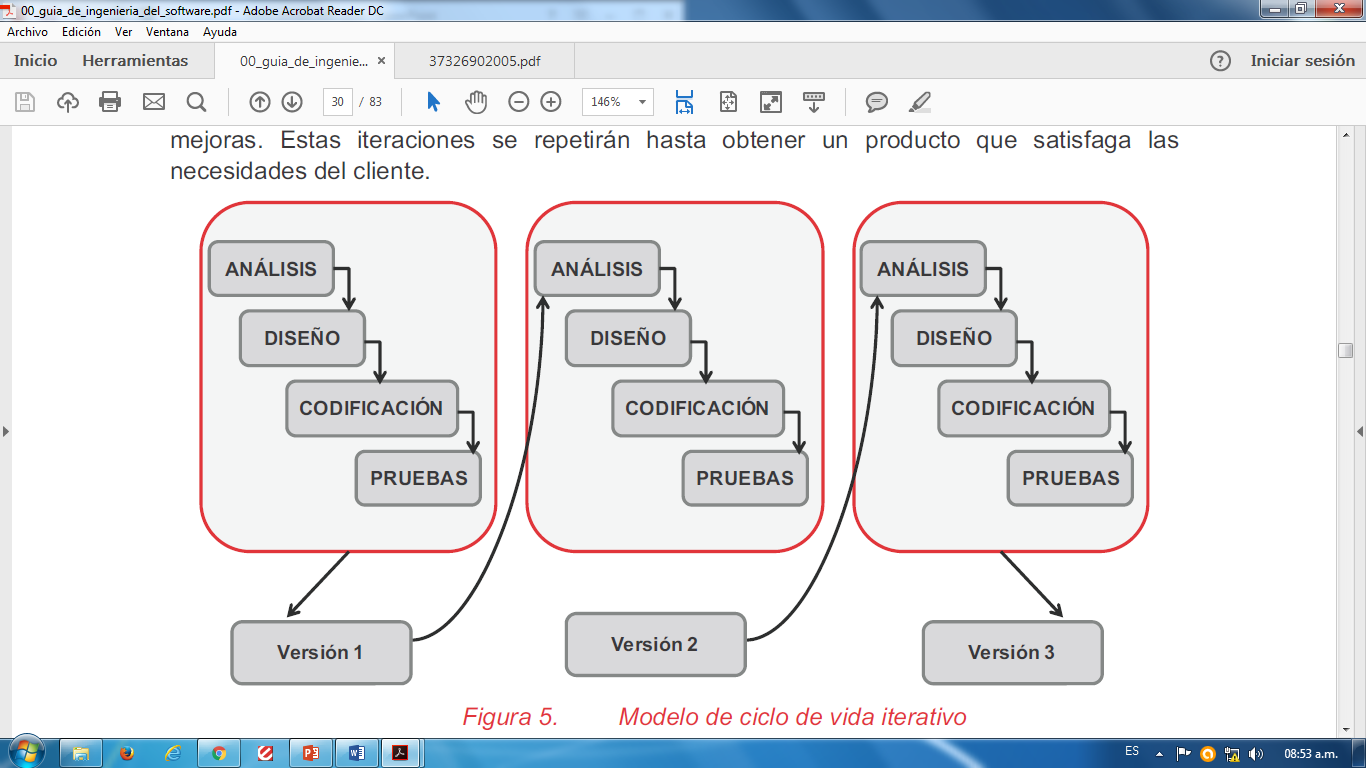 00_guia_de_ingenieria_del_software.pdf - Adobe Acrobat Reader DC
Archivo Edición Ver Ventana Ayuda
Inicio Herramientas 00_guia_de_ingenie... × 37326902005.pdf ? Iniciar sesión
30 / 83 146%
mejoras. Estas iteraciones se repetirán hasta obtener un producto que satisfaga las
necesidades del cliente.
ANÁLISIS
DISEÑO
CODIFICACIÓN
PRUEBAS
Versión 1
ANÁLISIS
DISEÑO
CODIFICACIÓN
PRUEBAS
Versión 2
ANÁLISIS
DISEÑO
CODIFICACIÓN
PRUEBAS
Versión 3
Figura 5. Modelo de ciclo de vida iterativo
ES 08:53 a.m.